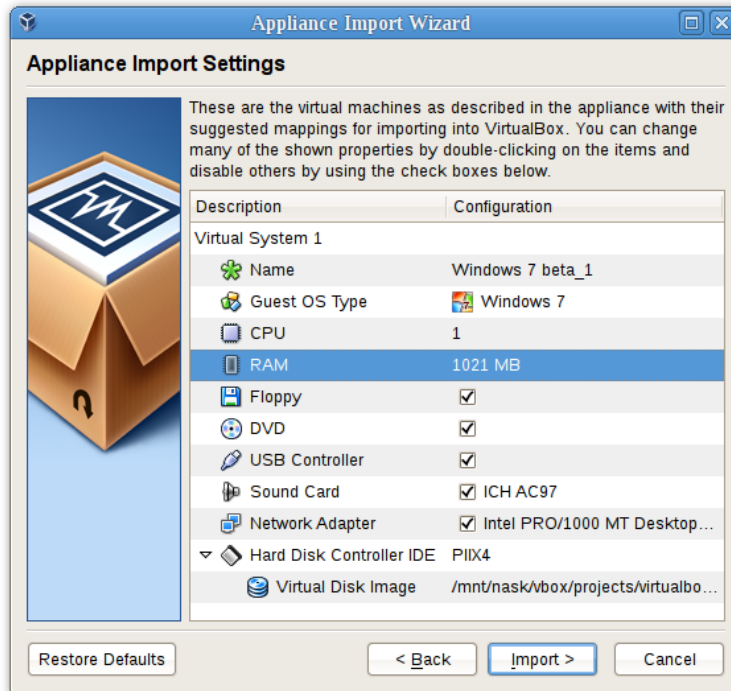 Appliance Import Wizard
Appliance Import Settings
These are the virtual machines as described in the appliance with their
suggested mappings for importing into VirtualBox. You can change
many of the shown properties by double-clicking on the items and
disable others by using the check boxes below.
Description Configuration
Virtual System 1
Name Windows 7 beta_1
Guest OS Type Windows 7
CPU 1
RAM 1021 MB
Floppy
DVD
USB Controller
Sound Card ICH AC97
Network Adapter Intel PRO/1000 MT Desktop...
Hard Disk Controller IDE PIIX4
Virtual Disk Image /mnt/nask/vbox/projects/virtualbo...
Restore Defaults < Back Import > Cancel